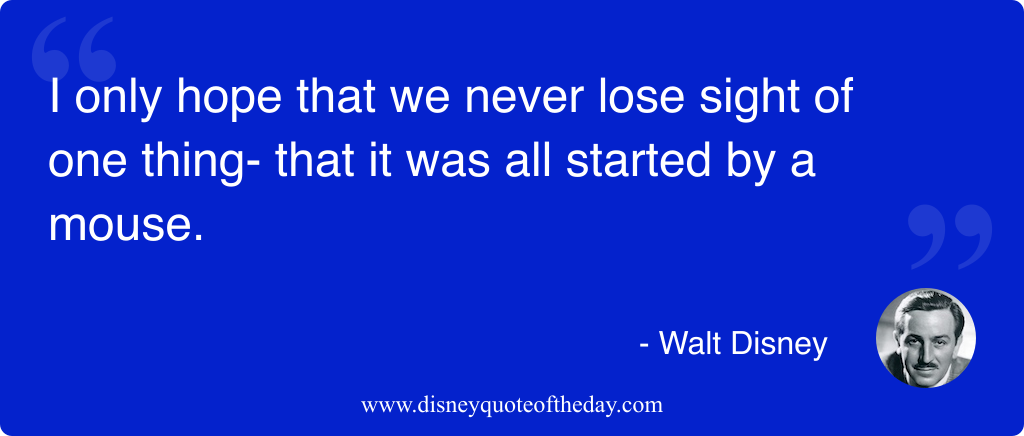 I only hope that we never lose sight of
one thing- that it was all started by a
mouse.
- Walt Disney
www.disneyquoteoftheday.com